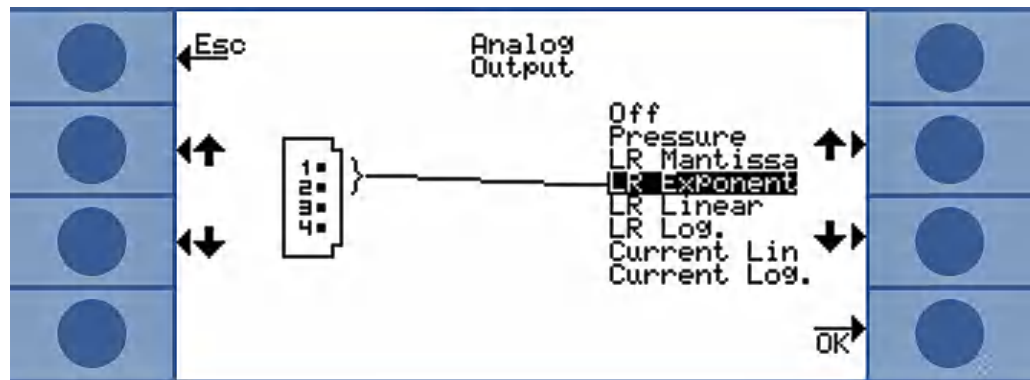 Esc
Analog
Output
Off
Pressure
LR Mantissa
LR Exponent
LR Linear
LR Log.
Current Lin
Current Log.
1
2
3
4
OK